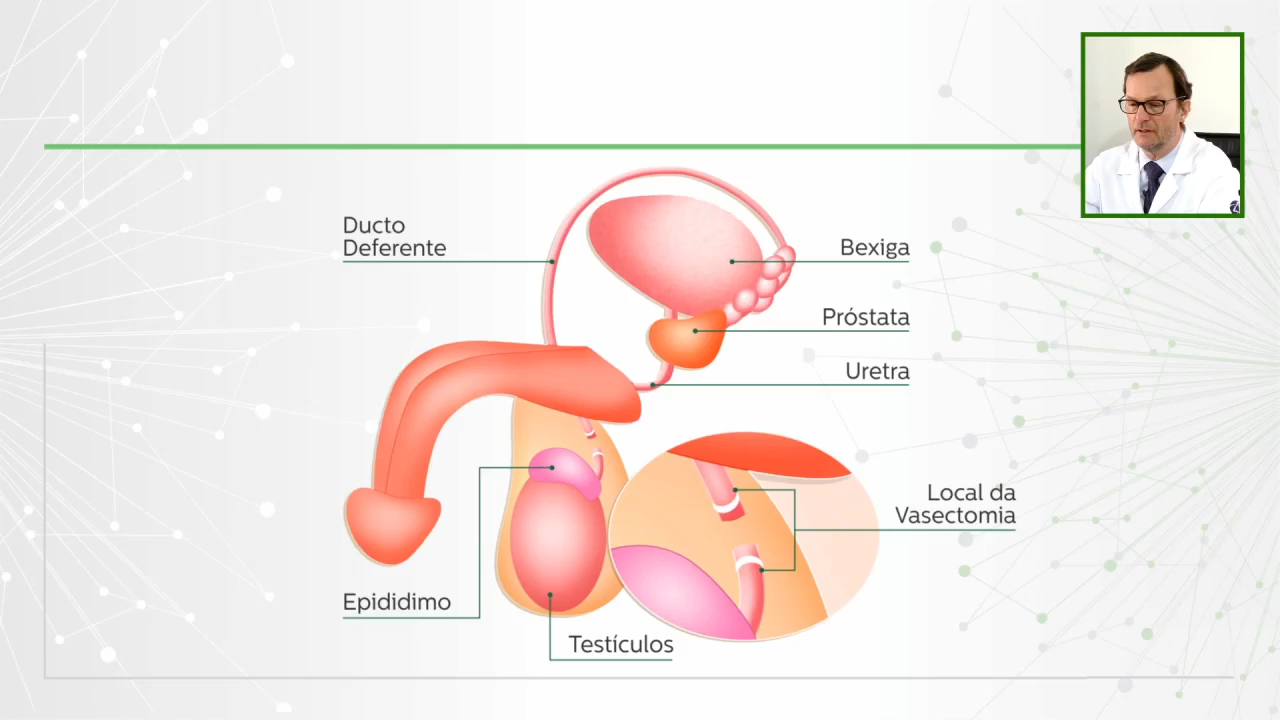 Ducto
Deferente
Bexiga
Próstata
Uretra
Local da
Vasectomia
Epidídimo
Testículos